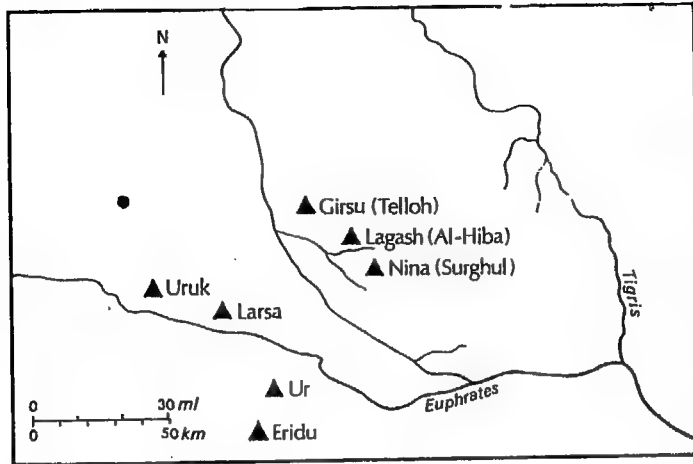 N
Girsu (Telloh)
Lagash (Al-Hiba)
Nina (Surghul)
Uruk
Larsa
Tigris
Ur
Euphrates
Eridu
0 30 ml
0 50 km